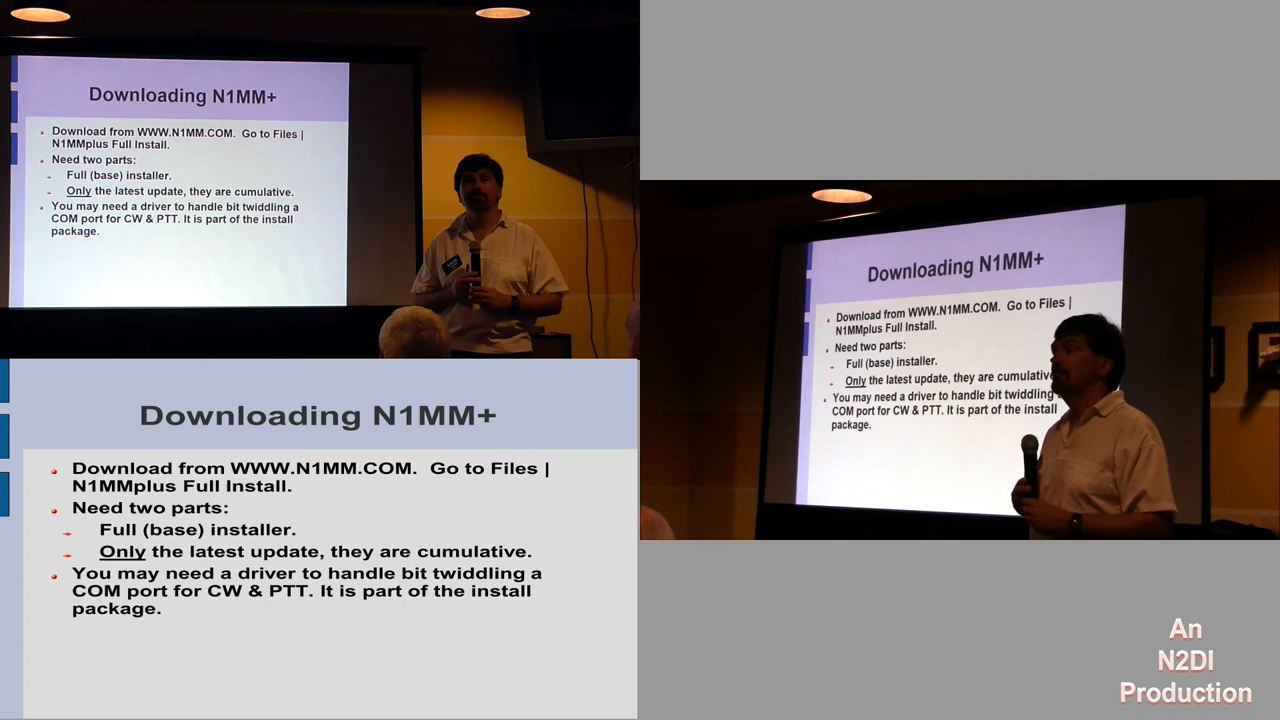 Downloading N1MM+
Download from WWW.N1MM.COM. Go to Files |
N1MMplus Full Install.
Need two parts:
Full (base) installer.
Only the latest update, they are cumulative.
You may need a driver to handle bit twiddling a
COM port for CW & PTT. It is part of the install
package.
Downloading N1MM+
Download from WWW.N1MM.COM. Go to Files |
N1MMplus Full Install.
Need two parts:
Full (base) installer.
Only the latest update, they are cumulative
You may need a driver to handle bit twiddling
COM port for CW & PTT. It is part of the install
package.
Downloading N1MM+
Download from WWW.N1MM.COM. Go to Files |
N1MMplus Full Install.
Need two parts:
Full (base) installer.
Only the latest update, they are cumulative.
You may need a driver to handle bit twiddling a
COM port for CW & PTT. It is part of the install
package.
An
N2DI
Production